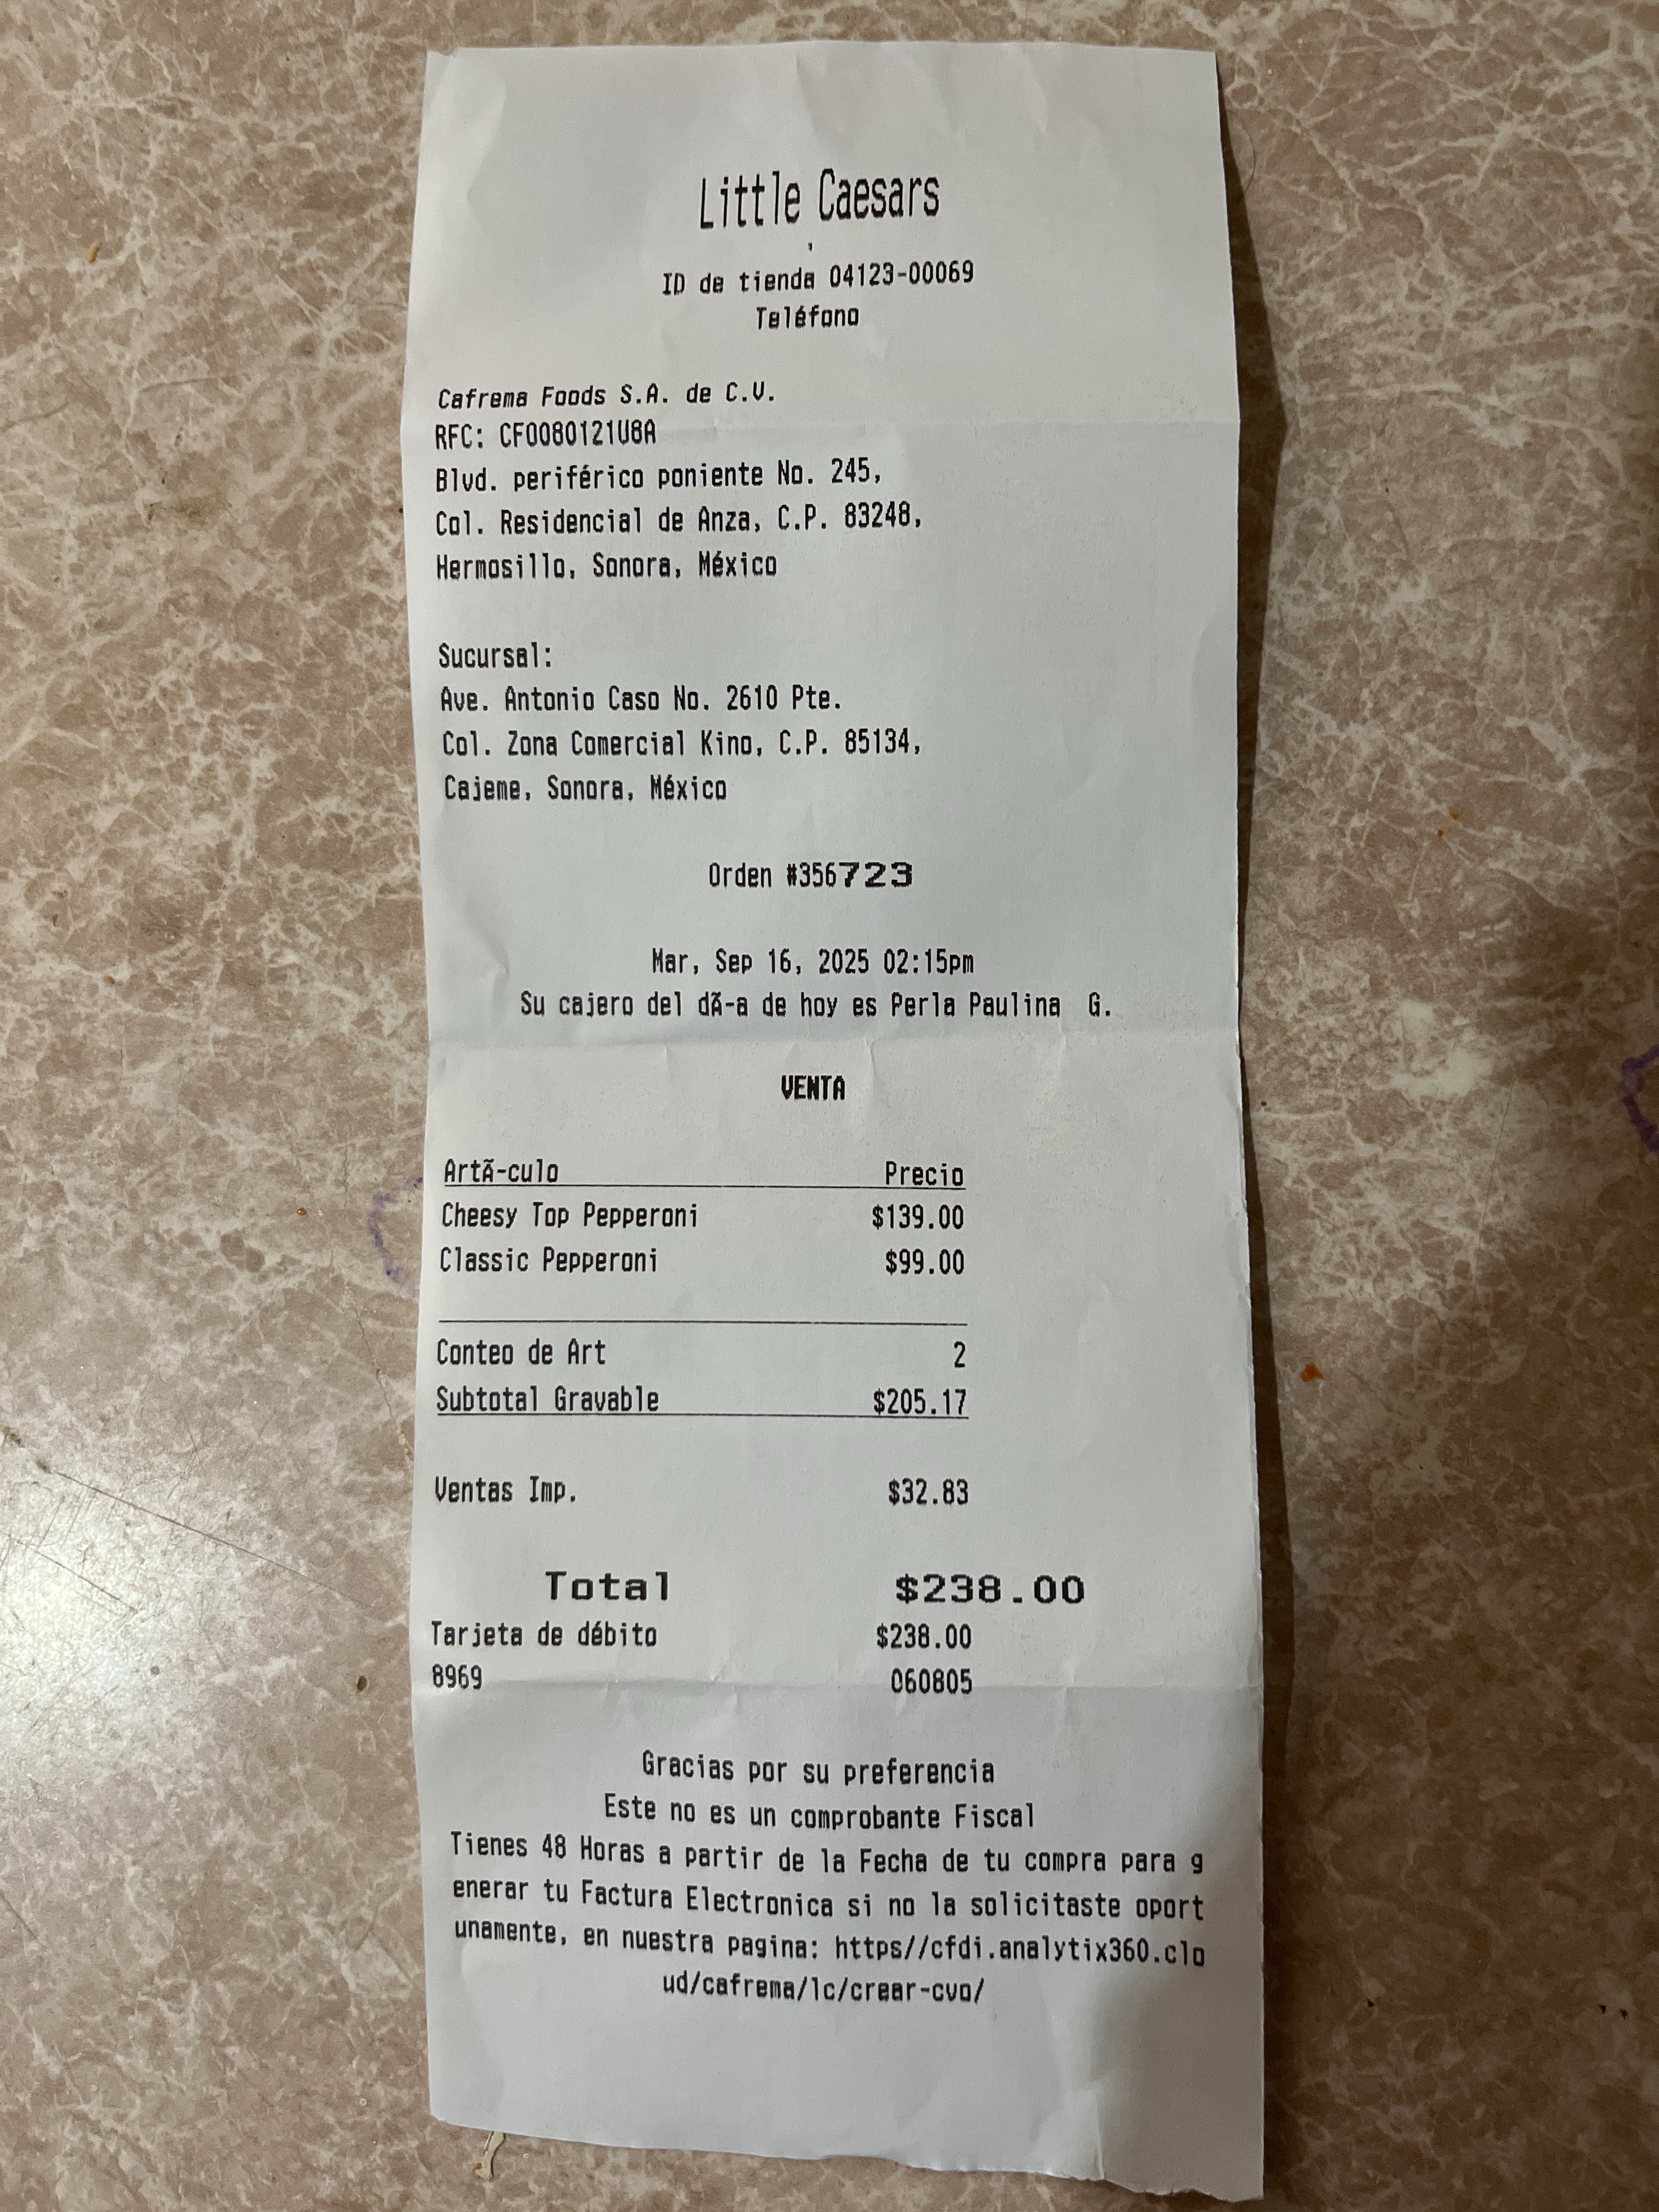 Little Caesars
,
ID de tienda 04123-00069
Teléfono
Cafrema Foods S.A. de C.V.
RFC: CFO080121U8A
Blvd. periférico poniente No. 245,
Col. Residencial de Anza, C.P. 83248,
Hermosillo, Sonora, México
Sucursal:
Ave. Antonio Caso No. 2610 Pte.
Col. Zona Comercial Kino, C.P. 85134,
Cajeme, Sonora, México
Orden #356723
Mar, Sep 16, 2025 02:15pm
Su cajero del dÃ-a de hoy es Perla Paulina  G.
VENTA
ArtÃ-culo Precio
Cheesy Top Pepperoni $139.00
Classic Pepperoni $99.00
Conteo de Art 2
Subtotal Gravable $205.17
Ventas Imp. $32.83
Total $238.00
Tarjeta de débito $238.00
8969 060805
Gracias por su preferencia
Este no es un comprobante Fiscal
Tienes 48 Horas a partir de la Fecha de tu compra para g
enerar tu Factura Electronica si no la solicitaste oport
unamente, en nuestra pagina: https//cfdi.analytix360.clo
ud/cafrema/lc/crear-cvo/